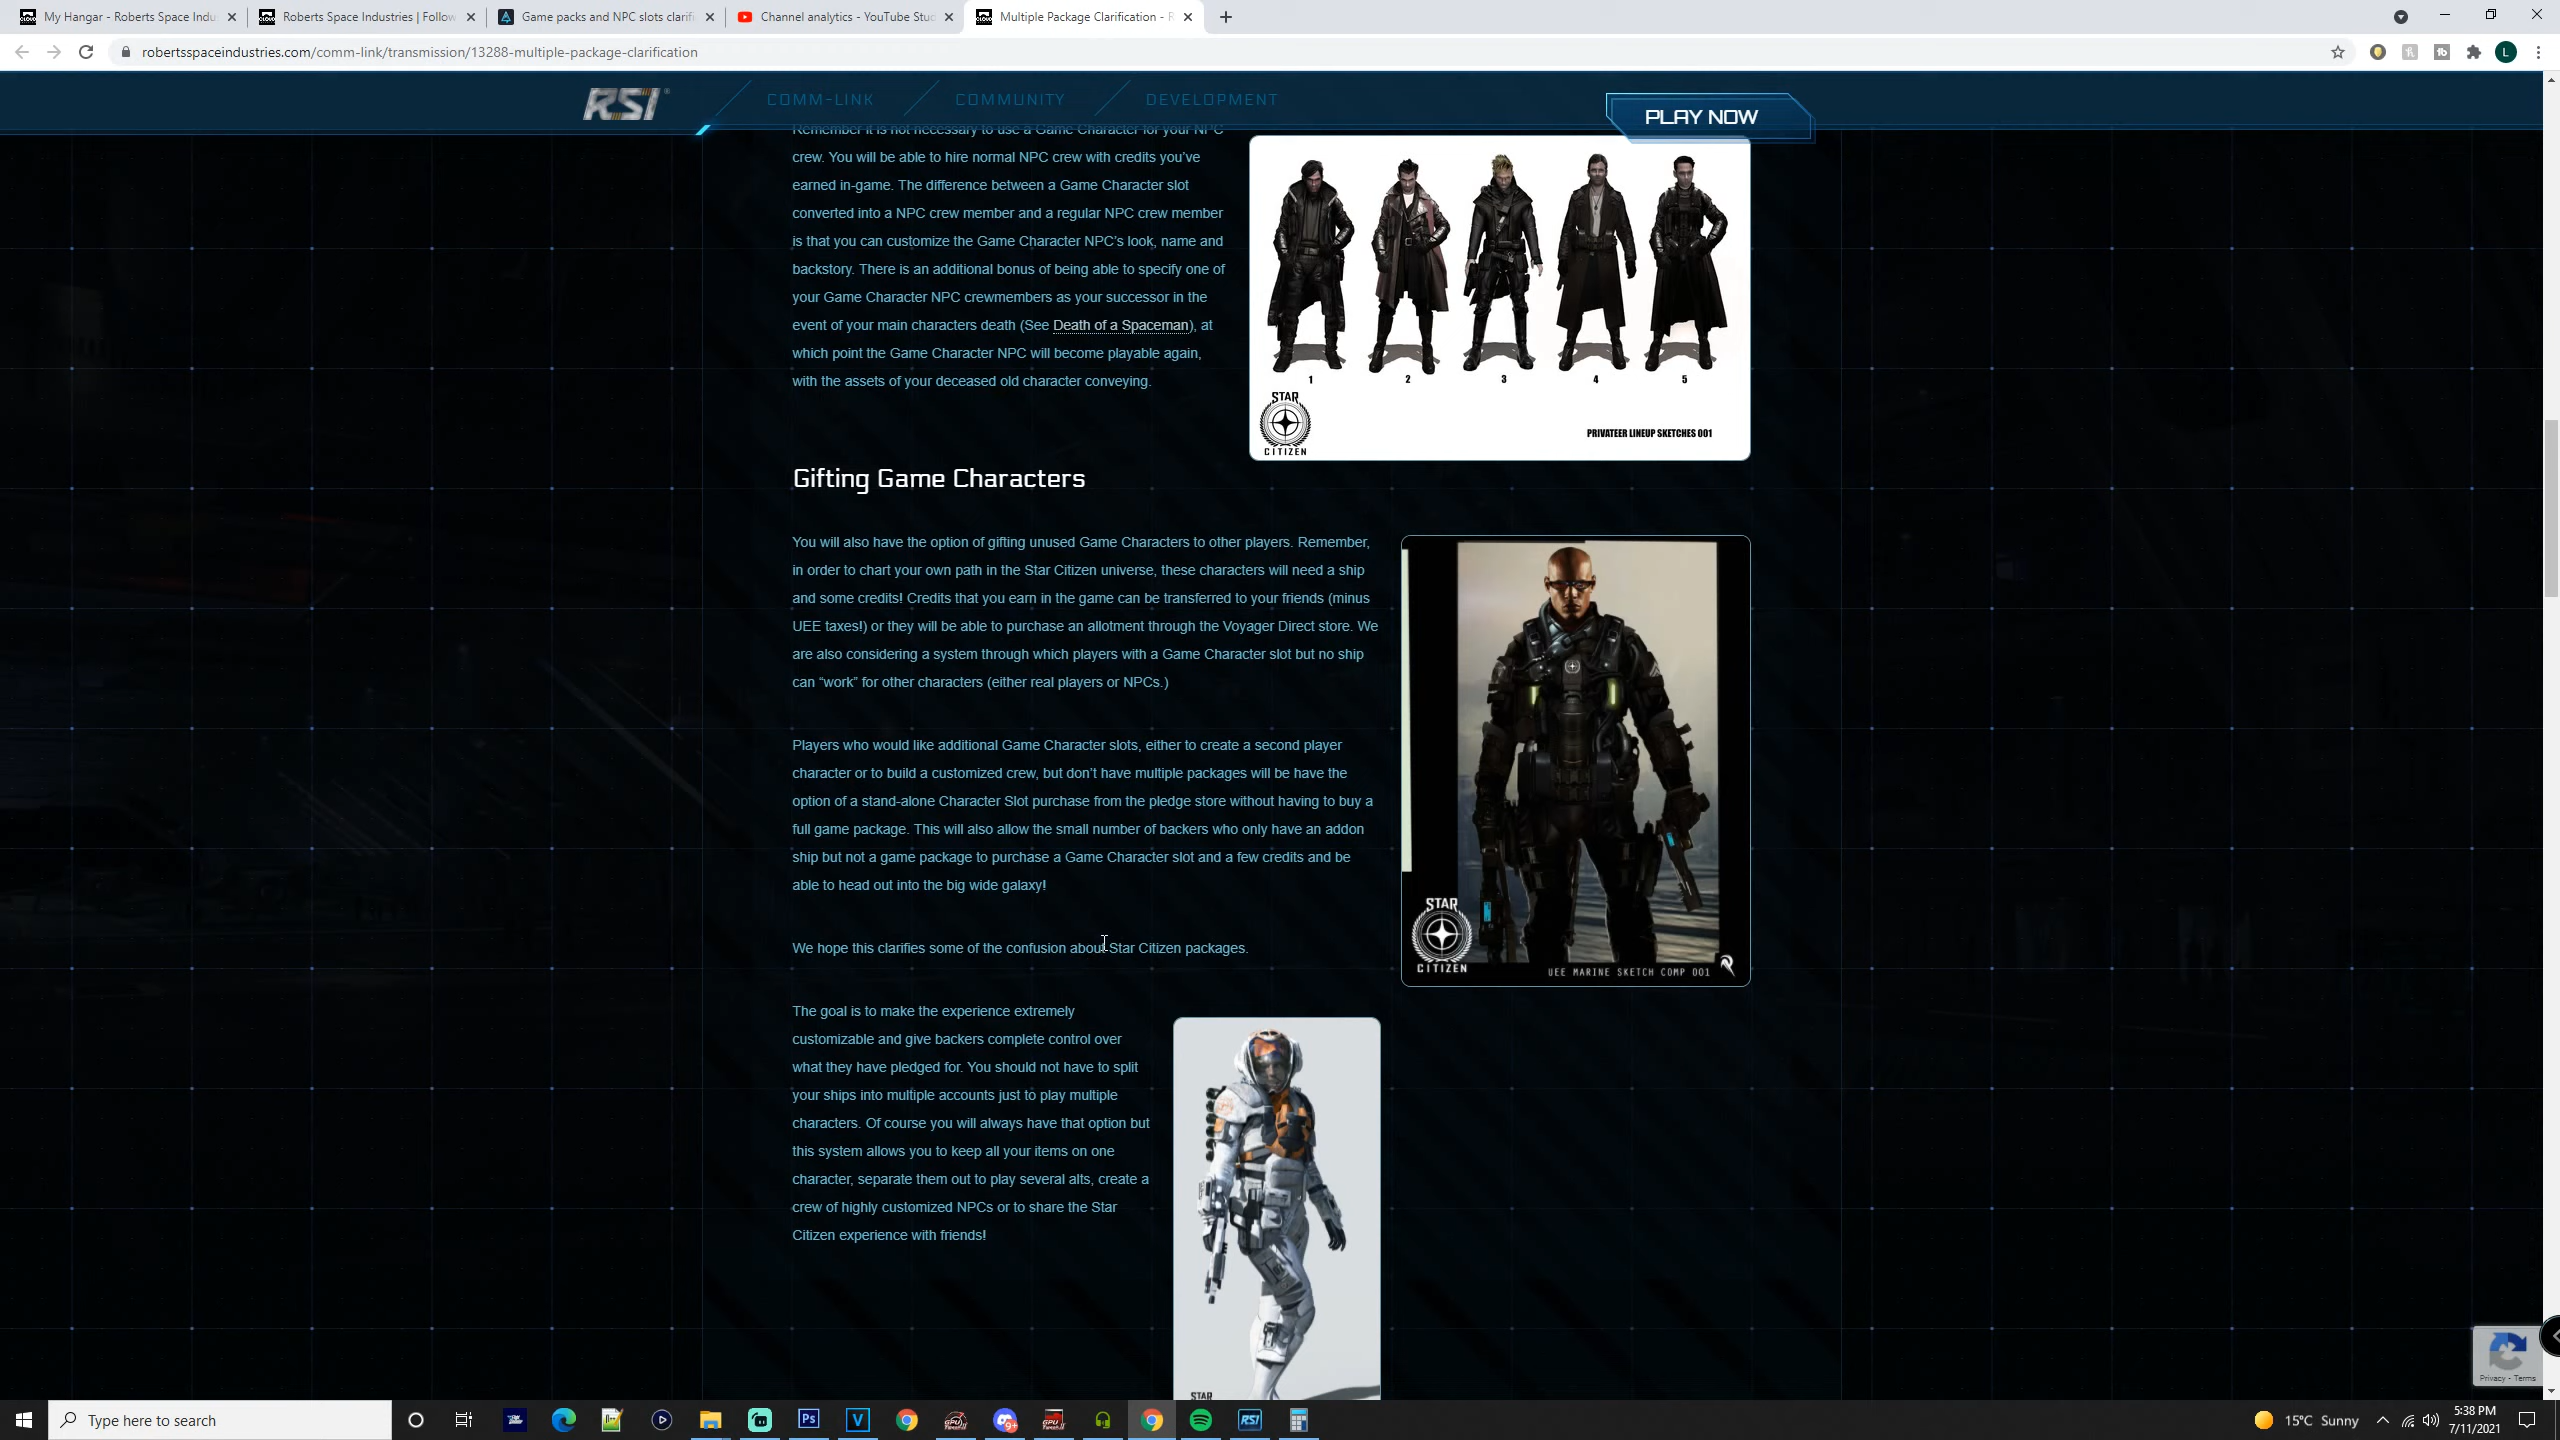 My Hangar - Roberts Space Indu
Roberts Space Industries | Follow
Game packs and NPC slots clarifi
Channel analytics - YouTube Stud
Multiple Package Clarification - R
robertsspaceindustries.com/comm-link/transmission/13288-multiple-package-clarification
L
RSI
COMM-LINK
COMMUNITY
DEVELOPMENT
PLAY NOW
Remember it is not necessary to use a Game Character for your NPC
crew. You will be able to hire normal NPC crew with credits you’ve
earned in-game. The difference between a Game Character slot
converted into a NPC crew member and a regular NPC crew member
is that you can customize the Game Character NPC’s look, name and
backstory. There is an additional bonus of being able to specify one of
your Game Character NPC crewmembers as your successor in the
event of your main characters death (See Death of a Spaceman), at
which point the Game Character NPC will become playable again,
with the assets of your deceased old character conveying.
1 2 3 4 5
STAR
CITIZEN
PRIVATEER LINEUP SKETCHES 001
Gifting Game Characters
You will also have the option of gifting unused Game Characters to other players. Remember,
in order to chart your own path in the Star Citizen universe, these characters will need a ship
and some credits! Credits that you earn in the game can be transferred to your friends (minus
UEE taxes!) or they will be able to purchase an allotment through the Voyager Direct store. We
are also considering a system through which players with a Game Character slot but no ship
can “work” for other characters (either real players or NPCs.)
Players who would like additional Game Character slots, either to create a second player
character or to build a customized crew, but don’t have multiple packages will be have the
option of a stand-alone Character Slot purchase from the pledge store without having to buy a
full game package. This will also allow the small number of backers who only have an addon
ship but not a game package to purchase a Game Character slot and a few credits and be
able to head out into the big wide galaxy!
We hope this clarifies some of the confusion about Star Citizen packages.
STAR
CITIZEN
UEE MARINE SKETCH COMP 001
The goal is to make the experience extremely
customizable and give backers complete control over
what they have pledged for. You should not have to split
your ships into multiple accounts just to play multiple
characters. Of course you will always have that option but
this system allows you to keep all your items on one
character, separate them out to play several alts, create a
crew of highly customized NPCs or to share the Star
Citizen experience with friends!
STAR
Privacy - Terms
Type here to search
Ps
V
GPU
9+
GPU
RSI
15°C Sunny
5:38 PM
7/11/2021